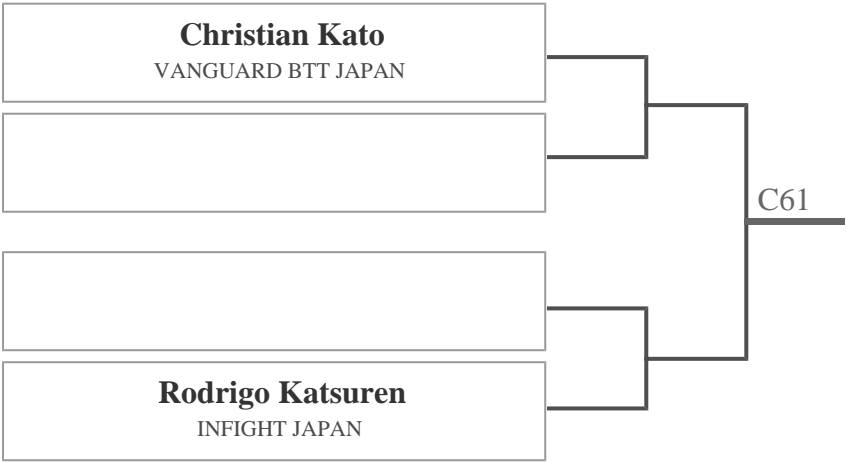 Christian Kato
VANGUARD BTT JAPAN
C61
Rodrigo Katsuren
INFIGHT JAPAN